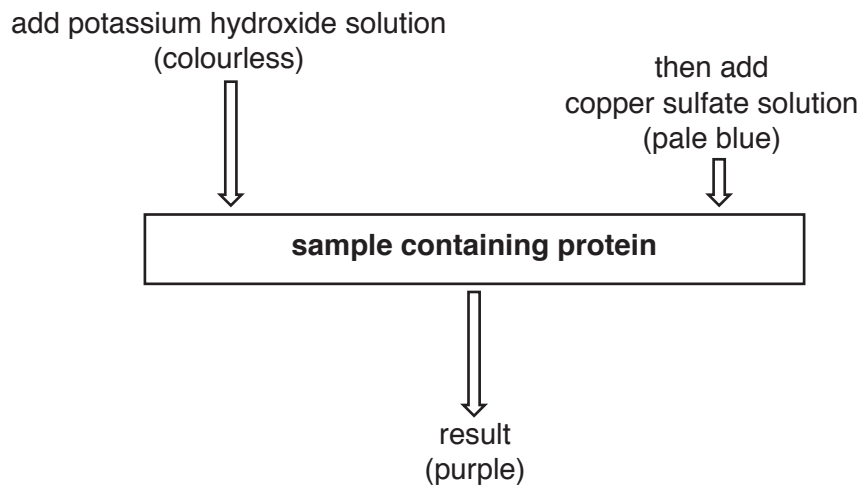 add potassium hydroxide solution
(colourless)
then add
copper sulfate solution
(pale blue)
sample containing protein
result
(purple)